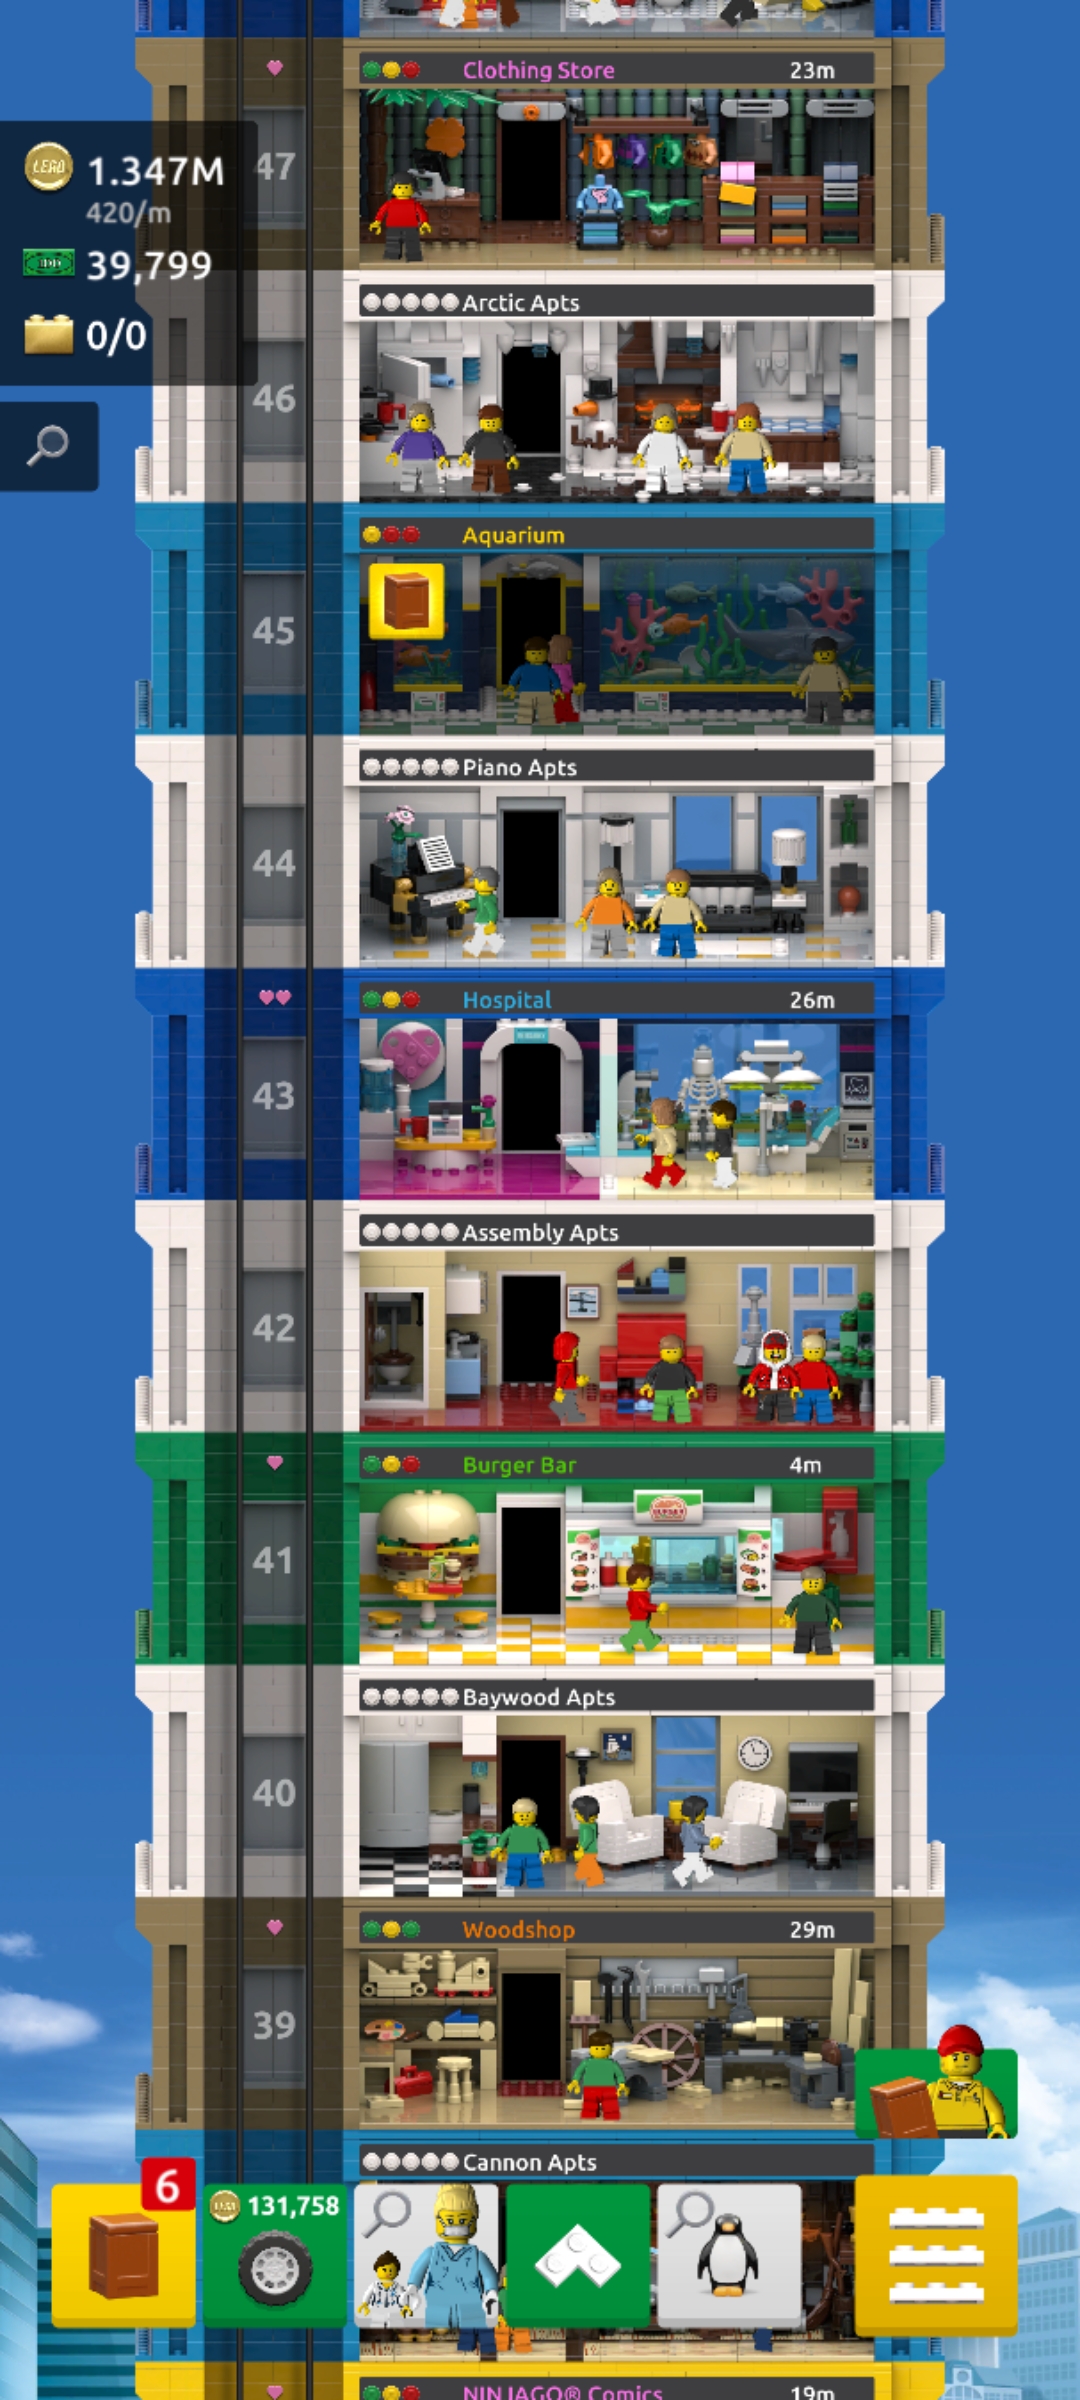 Clothing Store 23m
47
LEGO 1.347M
420/m
39,799
0/0
Arctic Apts
46
Aquarium
45
Piano Apts
44
Hospital 26m
43
Assembly Apts
42
Burger Bar 4m
41
Baywood Apts
40
Woodshop 29m
39
Cannon Apts
6
131,758
NINJAGO® Comics 19m